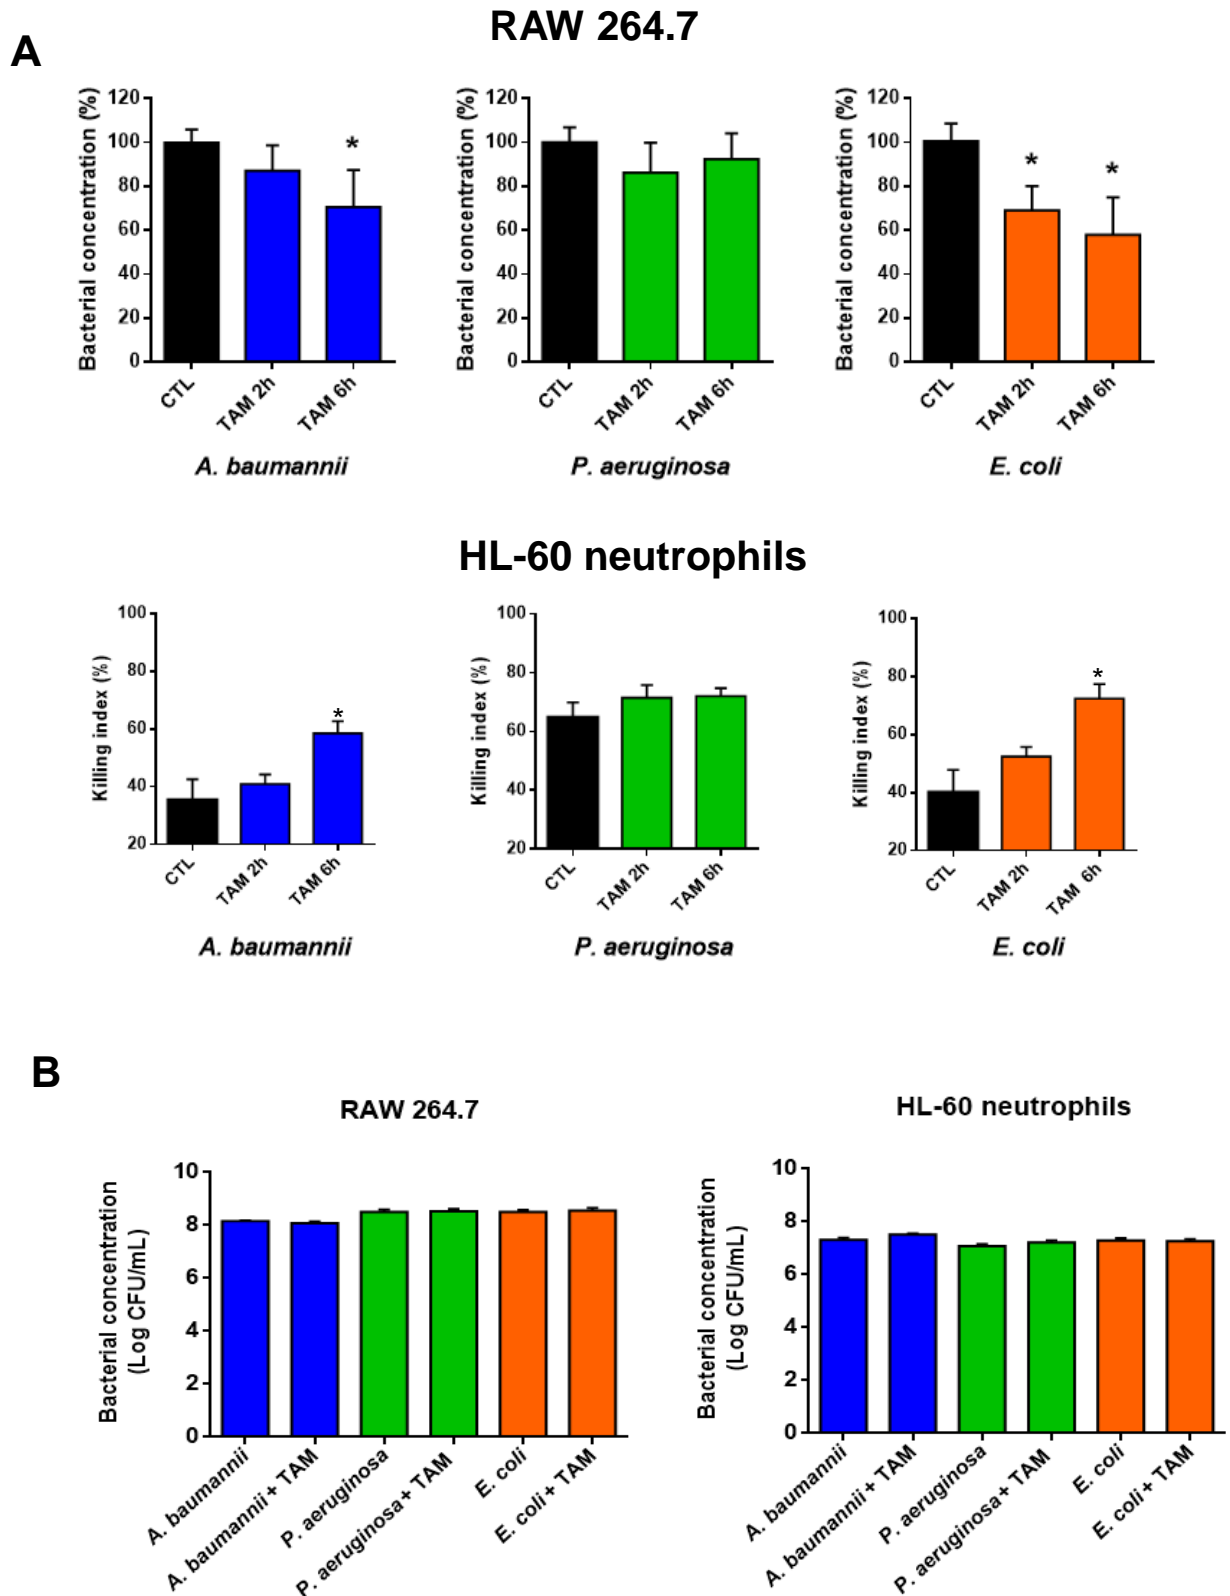 RAW 264.7
A
Bacterial concentration (%)
120
100
80
60
40
20
0
*
CTL
TAM 2h
TAM 6h
A. baumannii
Bacterial concentration (%)
120
100
80
60
40
20
0
CTL
TAM 2h
TAM 6h
P. aeruginosa
Bacterial concentration (%)
120
100
80
60
40
20
0
*
*
CTL
TAM 2h
TAM 6h
E. coli
HL-60 neutrophils
Killing index (%)
100
80
60
40
20
*
CTL
TAM 2h
TAM 6h
A. baumannii
Killing index (%)
100
80
60
40
20
CTL
TAM 2h
TAM 6h
P. aeruginosa
Killing index (%)
100
80
60
40
20
*
CTL
TAM 2h
TAM 6h
E. coli
B
RAW 264.7
Bacterial concentration
(Log CFU/mL)
10
8
6
4
2
0
A. baumannii
A. baumannii + TAM
P. aeruginosa
P. aeruginosa + TAM
E. coli
E. coli + TAM
HL-60 neutrophils
Bacterial concentration
(Log CFU/mL)
10
8
6
4
2
0
A. baumannii
A. baumannii + TAM
P. aeruginosa
P. aeruginosa + TAM
E. coli
E. coli + TAM